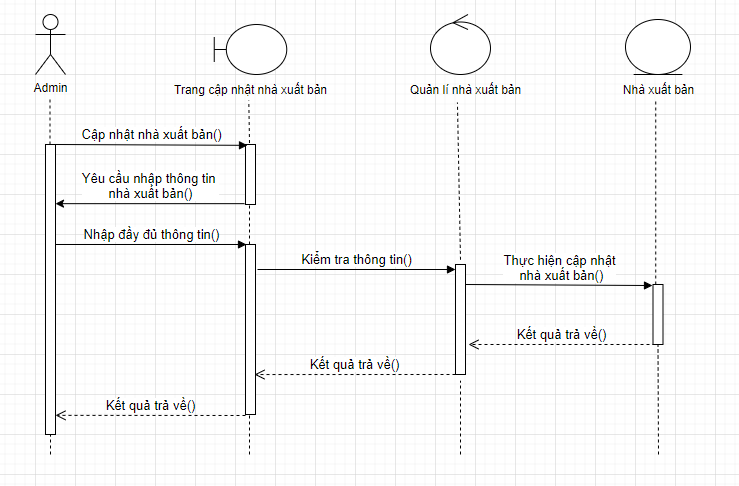 Admin
Trang cập nhật nhà xuất bản
Quản lí nhà xuất bản
Nhà xuất bản
Cập nhật nhà xuất bản()
Yêu cầu nhập thông tin
nhà xuất bản()
Nhập đầy đủ thông tin()
Kiểm tra thông tin()
Thực hiện cập nhật
nhà xuất bản()
Kết quả trả về()
Kết quả trả về()
Kết quả trả về()